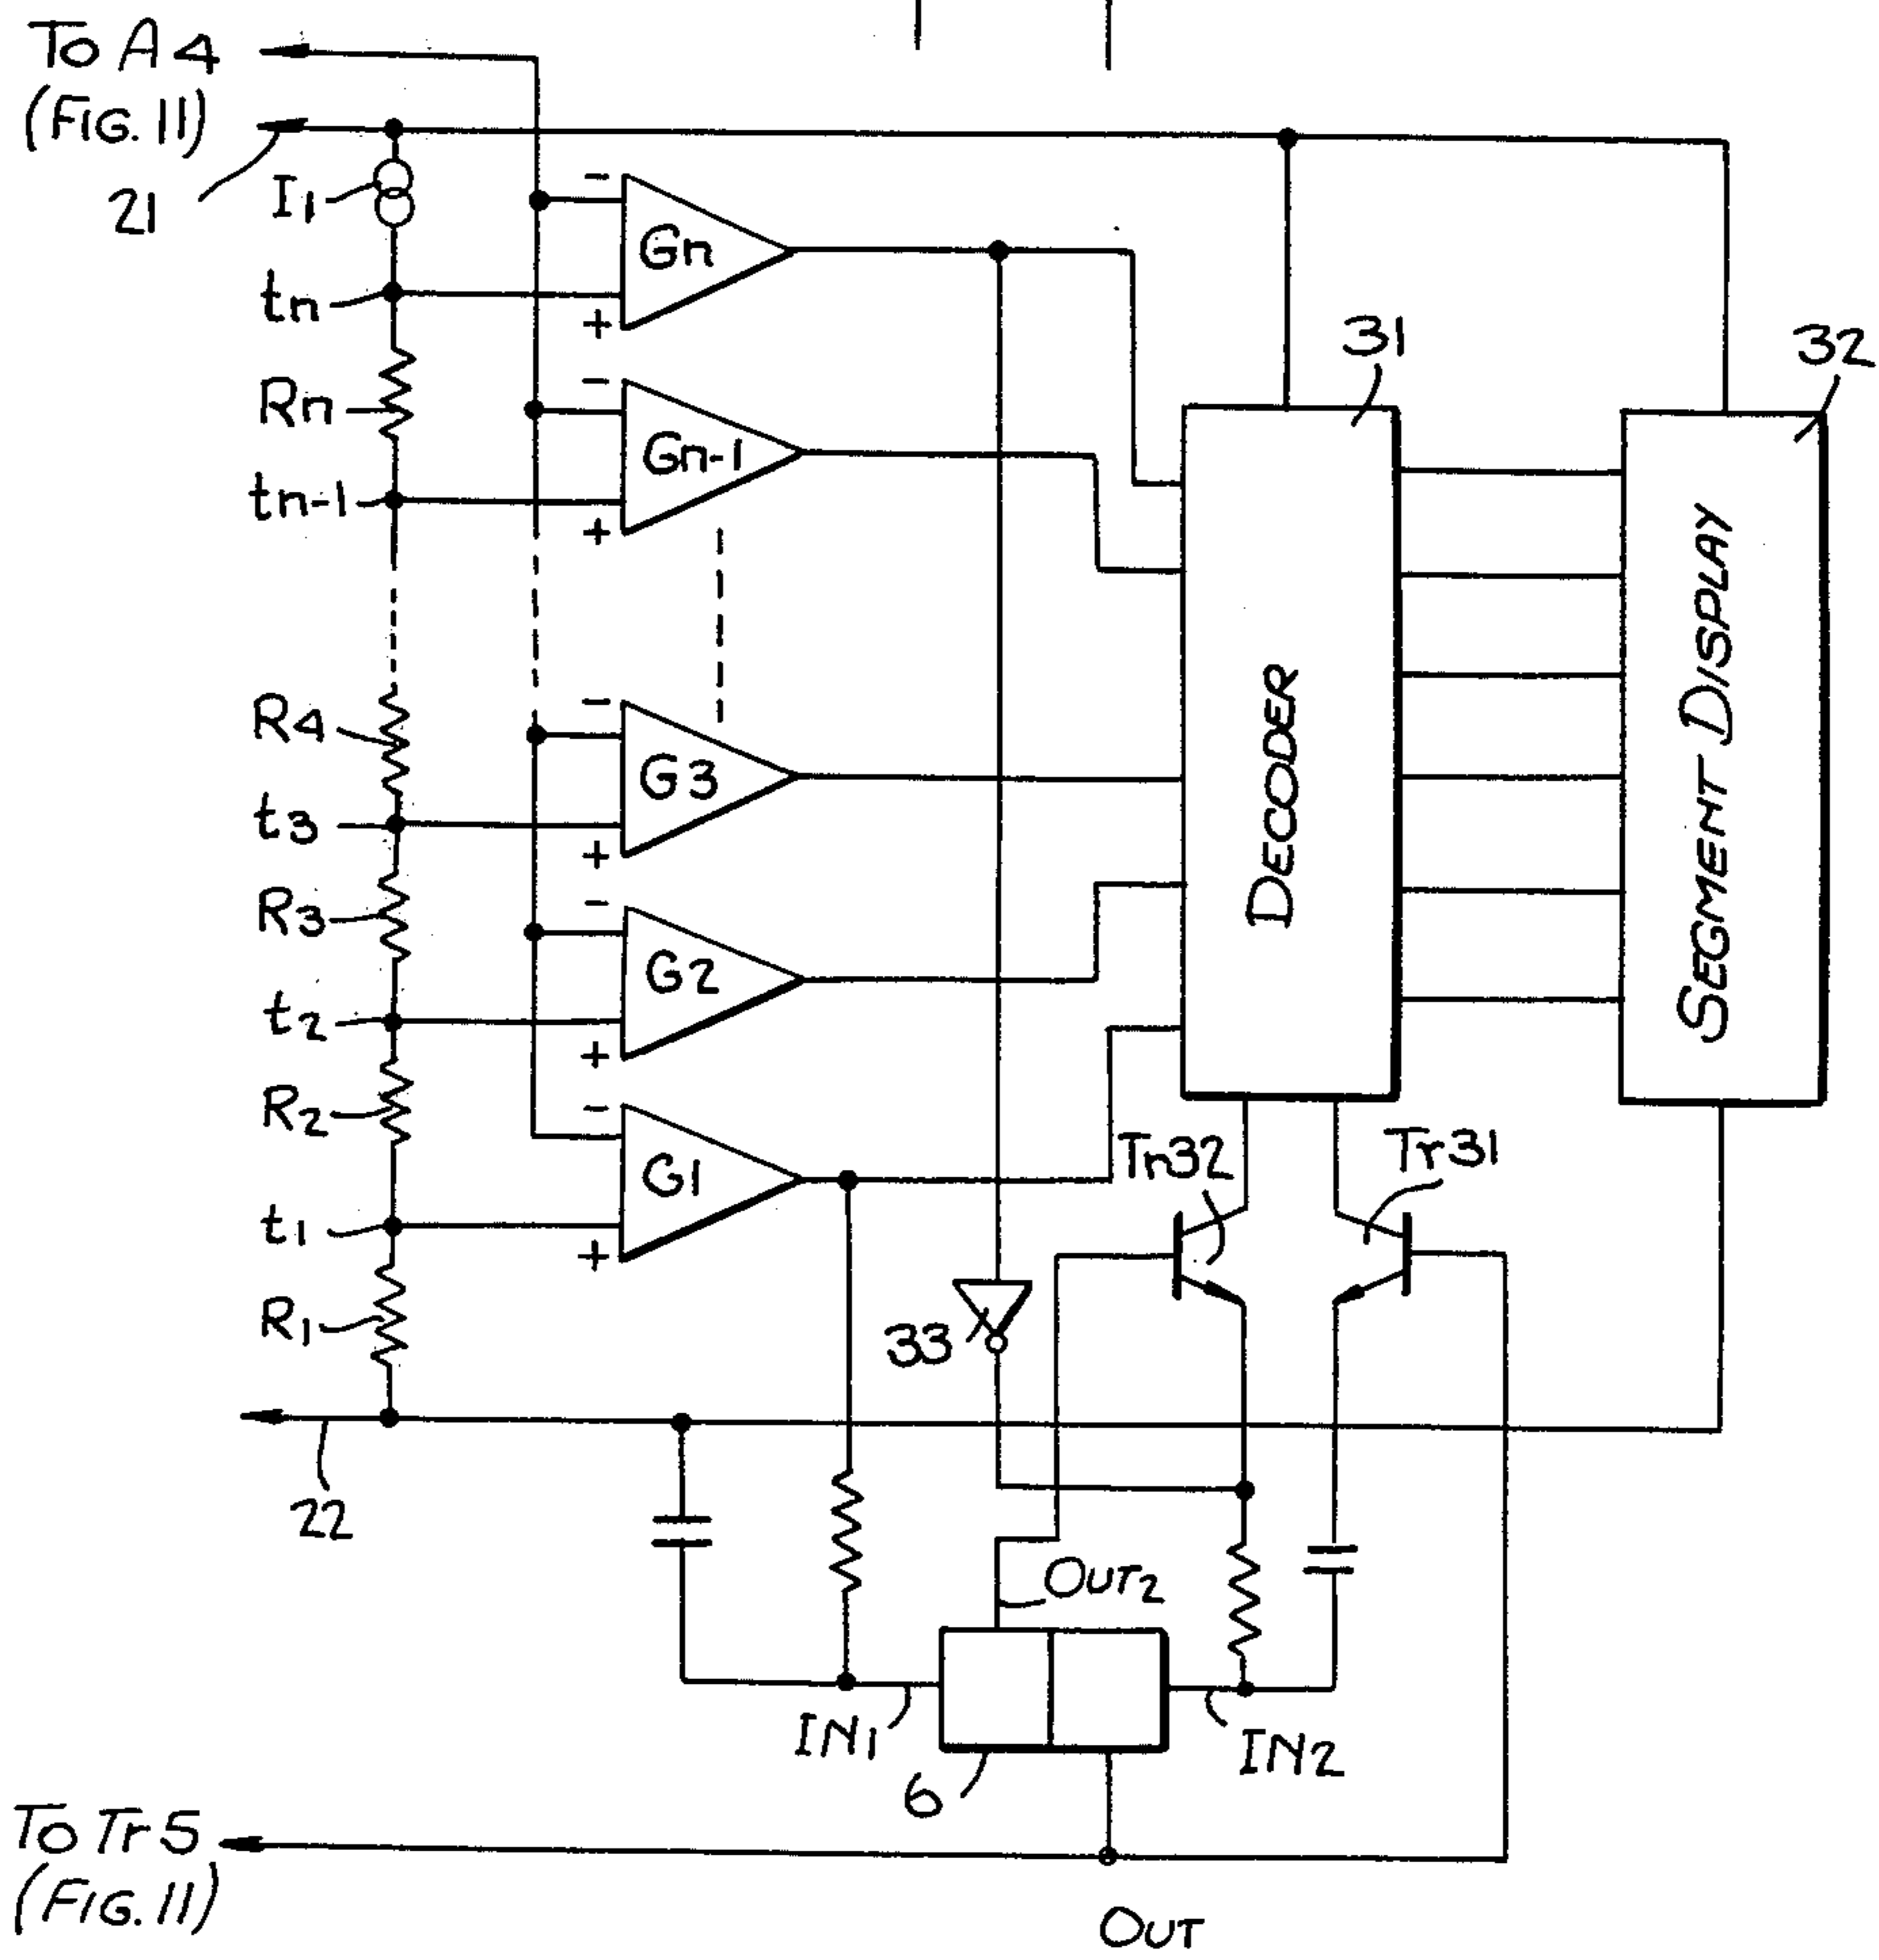 To A4
(FIG. 11)
21
I1
tn
Rn
tn-1
R4
t3
R3
t2
R2
t1
R1
22
-
Gn
+
-
Gn-1
+
-
G3
+
-
G2
+
-
G1
+
31
32
DECODER
SEGMENT DISPLAY
Tr32
Tr31
33
OUT2
IN1
IN2
6
To Tr5
(FIG. 11)
OUT